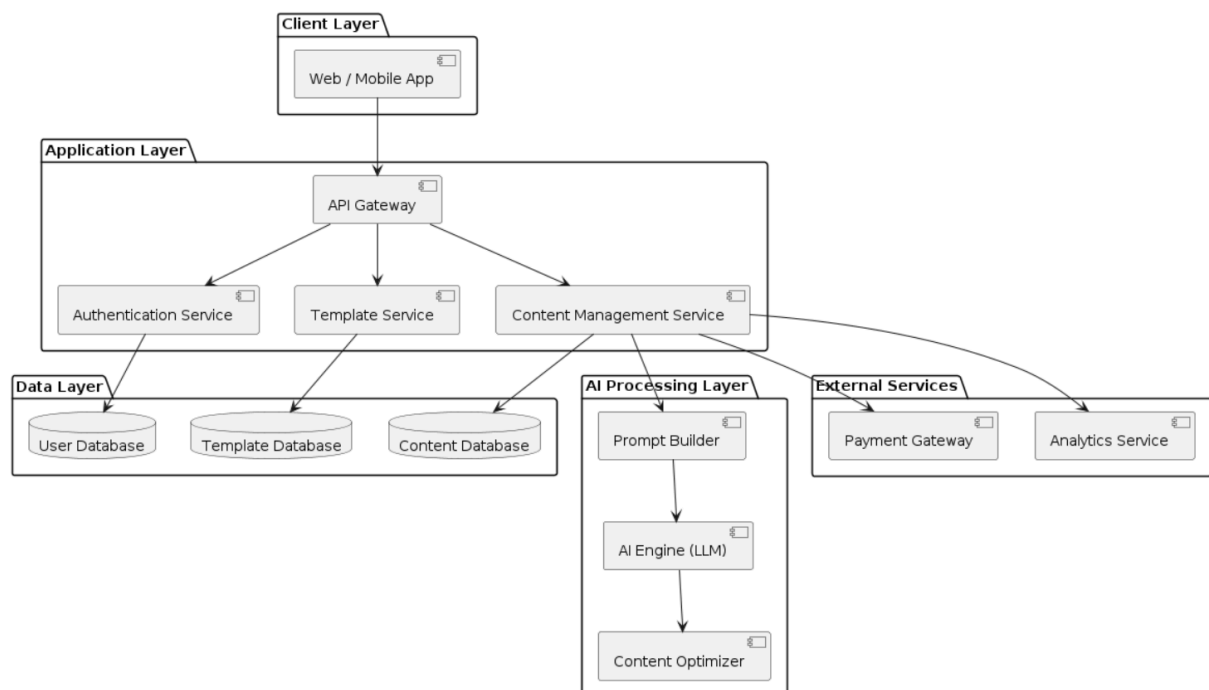 Client Layer
Web / Mobile App
Application Layer
API Gateway
Authentication Service
Template Service
Content Management Service
Data Layer
User Database
Template Database
Content Database
AI Processing Layer
Prompt Builder
AI Engine (LLM)
Content Optimizer
External Services
Payment Gateway
Analytics Service